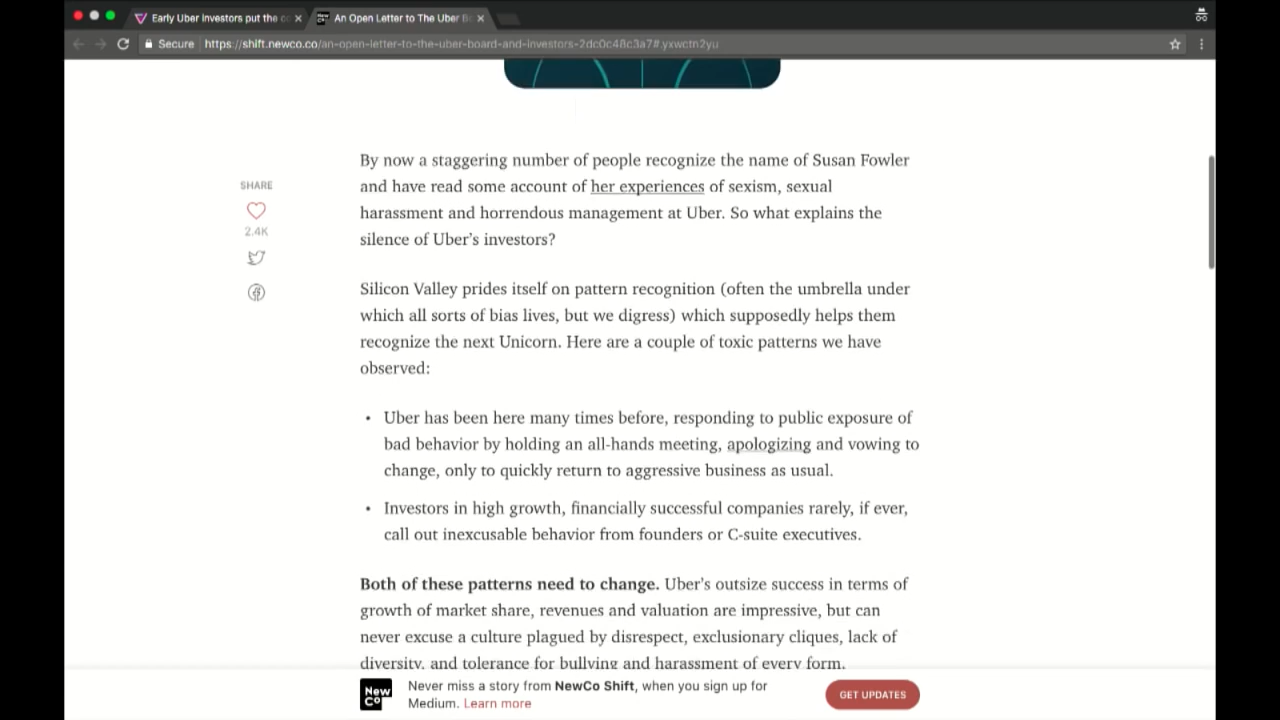 Early Uber investors put the co
An Open Letter to The Uber Bo
Secure https://shift.newco.co/an-open-letter-to-the-uber-board-and-investors-2dc0c48c3a7#.yxwctn2yu
By now a staggering number of people recognize the name of Susan Fowler
and have read some account of her experiences of sexism, sexual
harassment and horrendous management at Uber. So what explains the
silence of Uber’s investors?
SHARE
2.4K
Silicon Valley prides itself on pattern recognition (often the umbrella under
which all sorts of bias lives, but we digress) which supposedly helps them
recognize the next Unicorn. Here are a couple of toxic patterns we have
observed:
• Uber has been here many times before, responding to public exposure of
bad behavior by holding an all-hands meeting, apologizing and vowing to
change, only to quickly return to aggressive business as usual.
• Investors in high growth, financially successful companies rarely, if ever,
call out inexcusable behavior from founders or C-suite executives.
Both of these patterns need to change. Uber’s outsize success in terms of
growth of market share, revenues and valuation are impressive, but can
never excuse a culture plagued by disrespect, exclusionary cliques, lack of
diversity, and tolerance for bullying and harassment of every form.
New
Co
Never miss a story from NewCo Shift, when you sign up for
Medium. Learn more
GET UPDATES